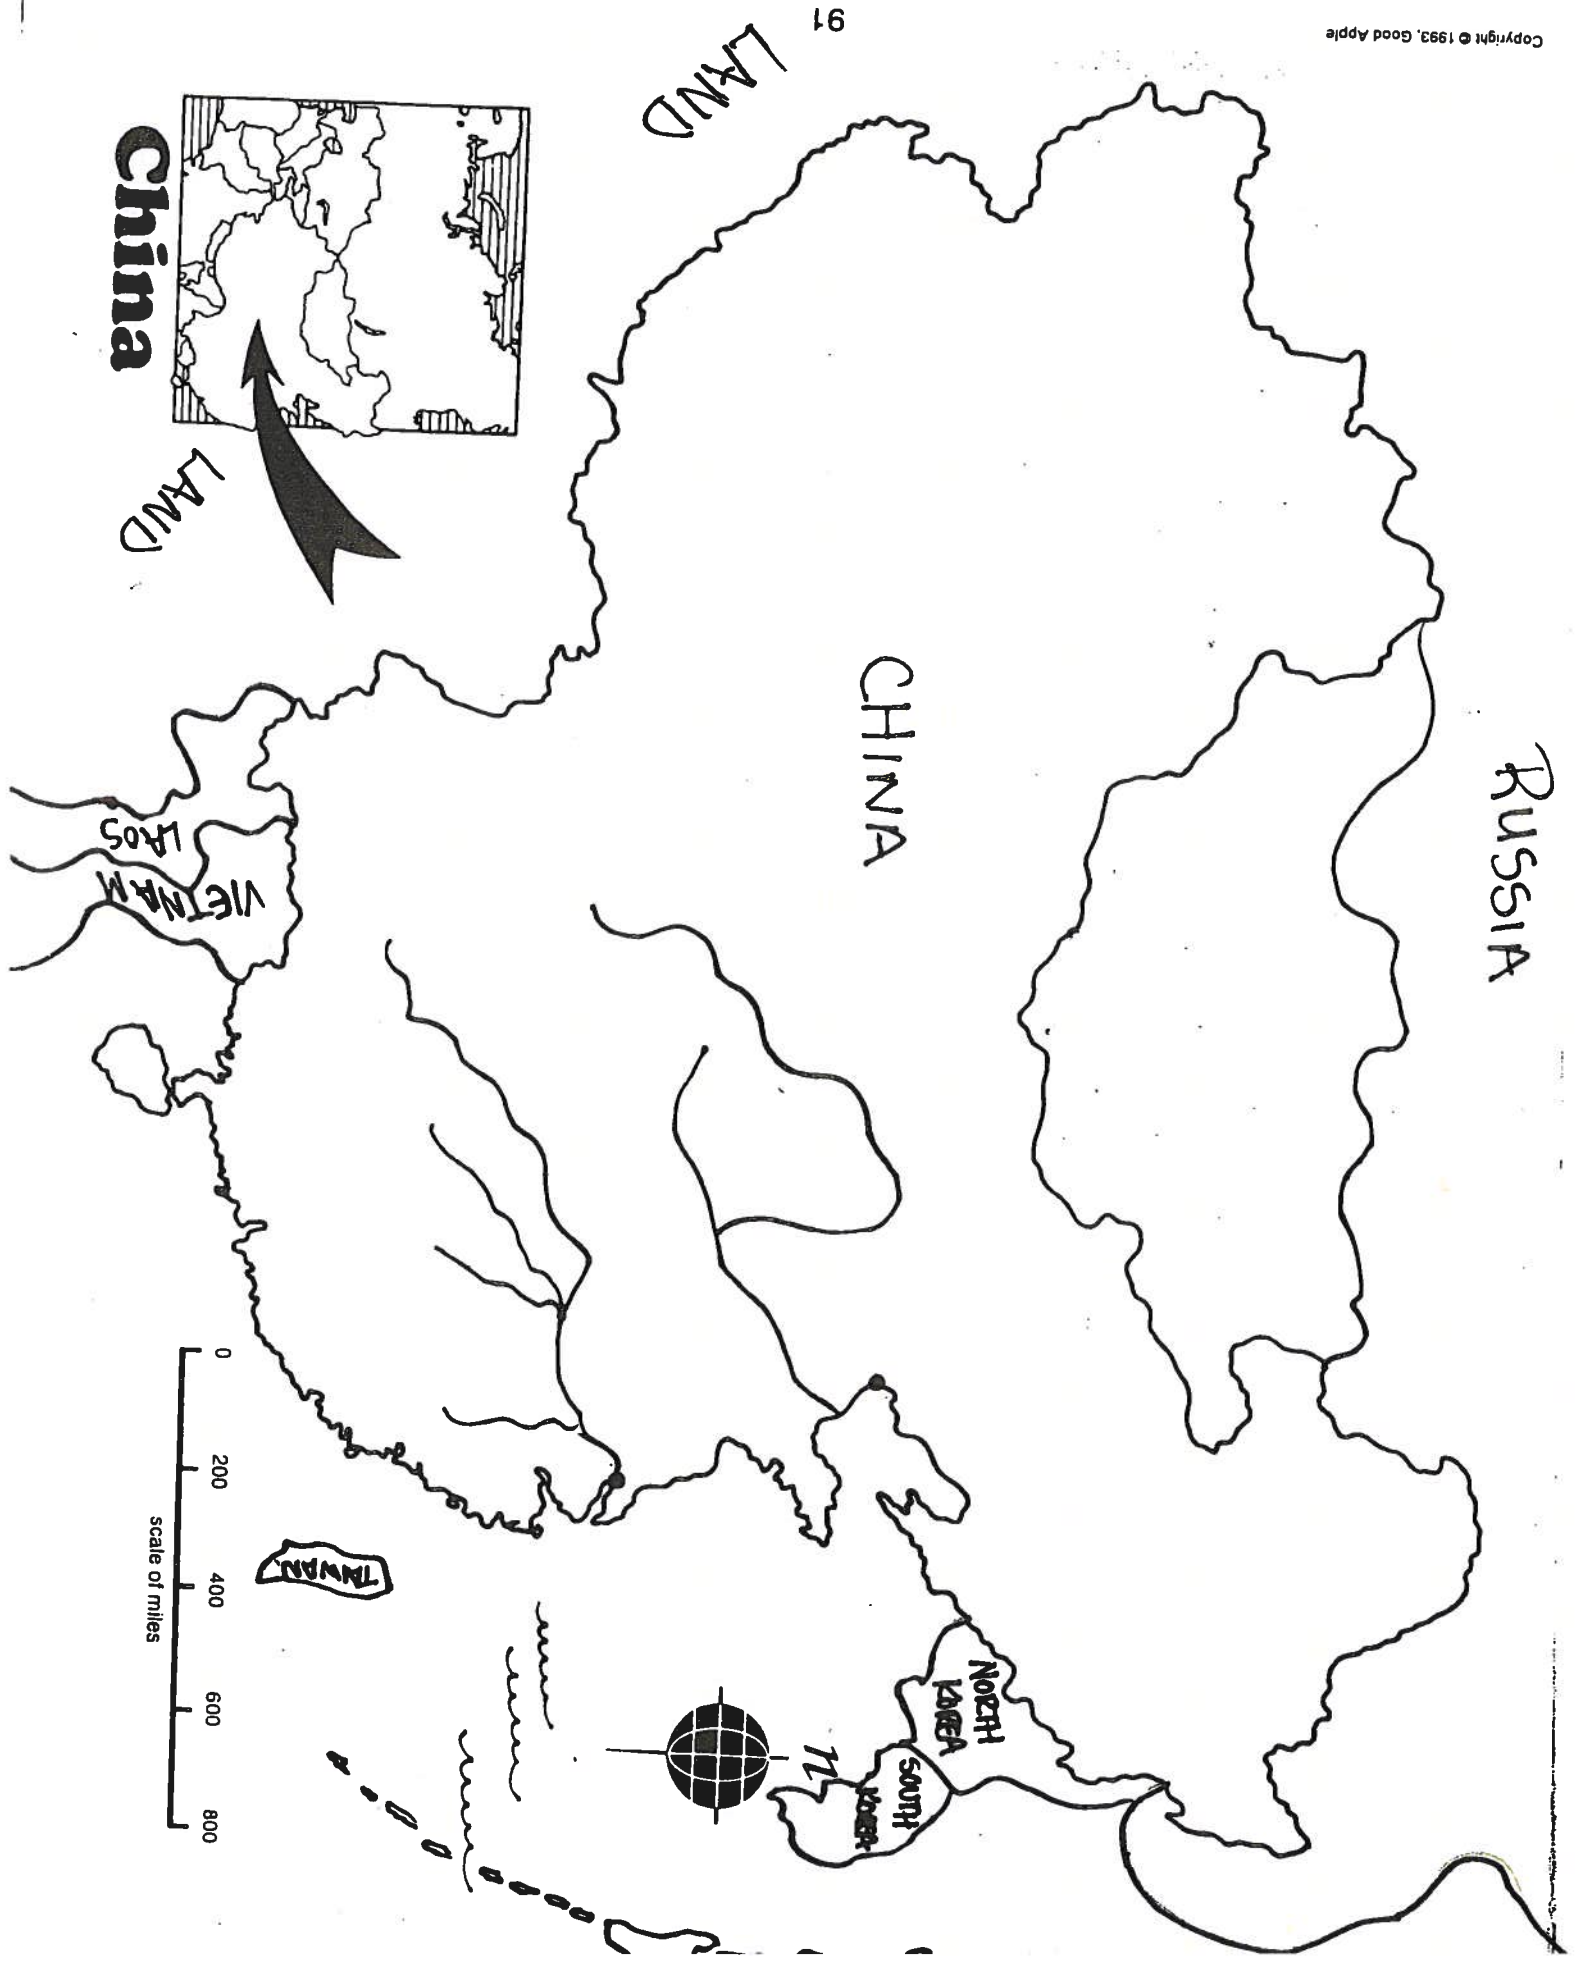 91
Copyright © 1993, Good Apple
LAND
China
LAND
RUSSIA
CHINA
LAOS
VIETNAM
TAIWAN
NORTH
KOREA
SOUTH
KOREA
n
0 200 400 600 800
scale of miles